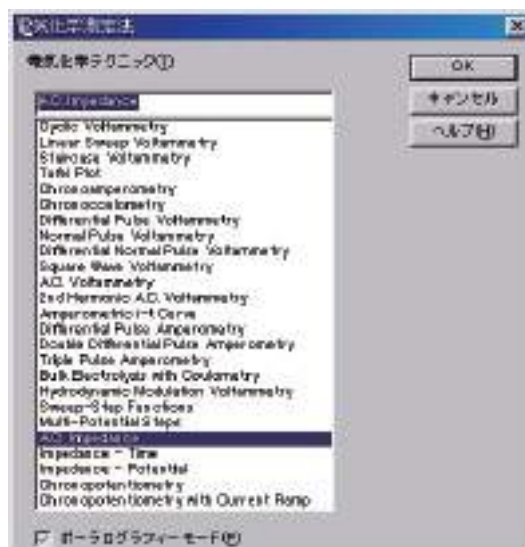 電気化学測定法
電気化学テクニック(T)
OK
キャンセル
ヘルプ(H)
A.C. Impedance
Cyclic Voltammetry
Linear Sweep Voltammetry
Staircase Voltammetry
Tafel Plot
Chronoamperometry
Chronocoulometry
Differential Pulse Voltammetry
Normal Pulse Voltammetry
Differential Normal Pulse Voltammetry
Square Wave Voltammetry
A.C. Voltammetry
2nd Harmonic A.C. Voltammetry
Amperometric i-t Curve
Differential Pulse Amperometry
Double Differential Pulse Amperometry
Triple Pulse Amperometry
Bulk Electrolysis with Coulometry
Hydrodynamic Modulation Voltammetry
Sweep-Step Functions
Multi-Potential Steps
A.C. Impedance
Impedance - Time
Impedance - Potential
Chronopotentiometry
Chronopotentiometry with Current Ramp
ポーラログラフィーモード(P)